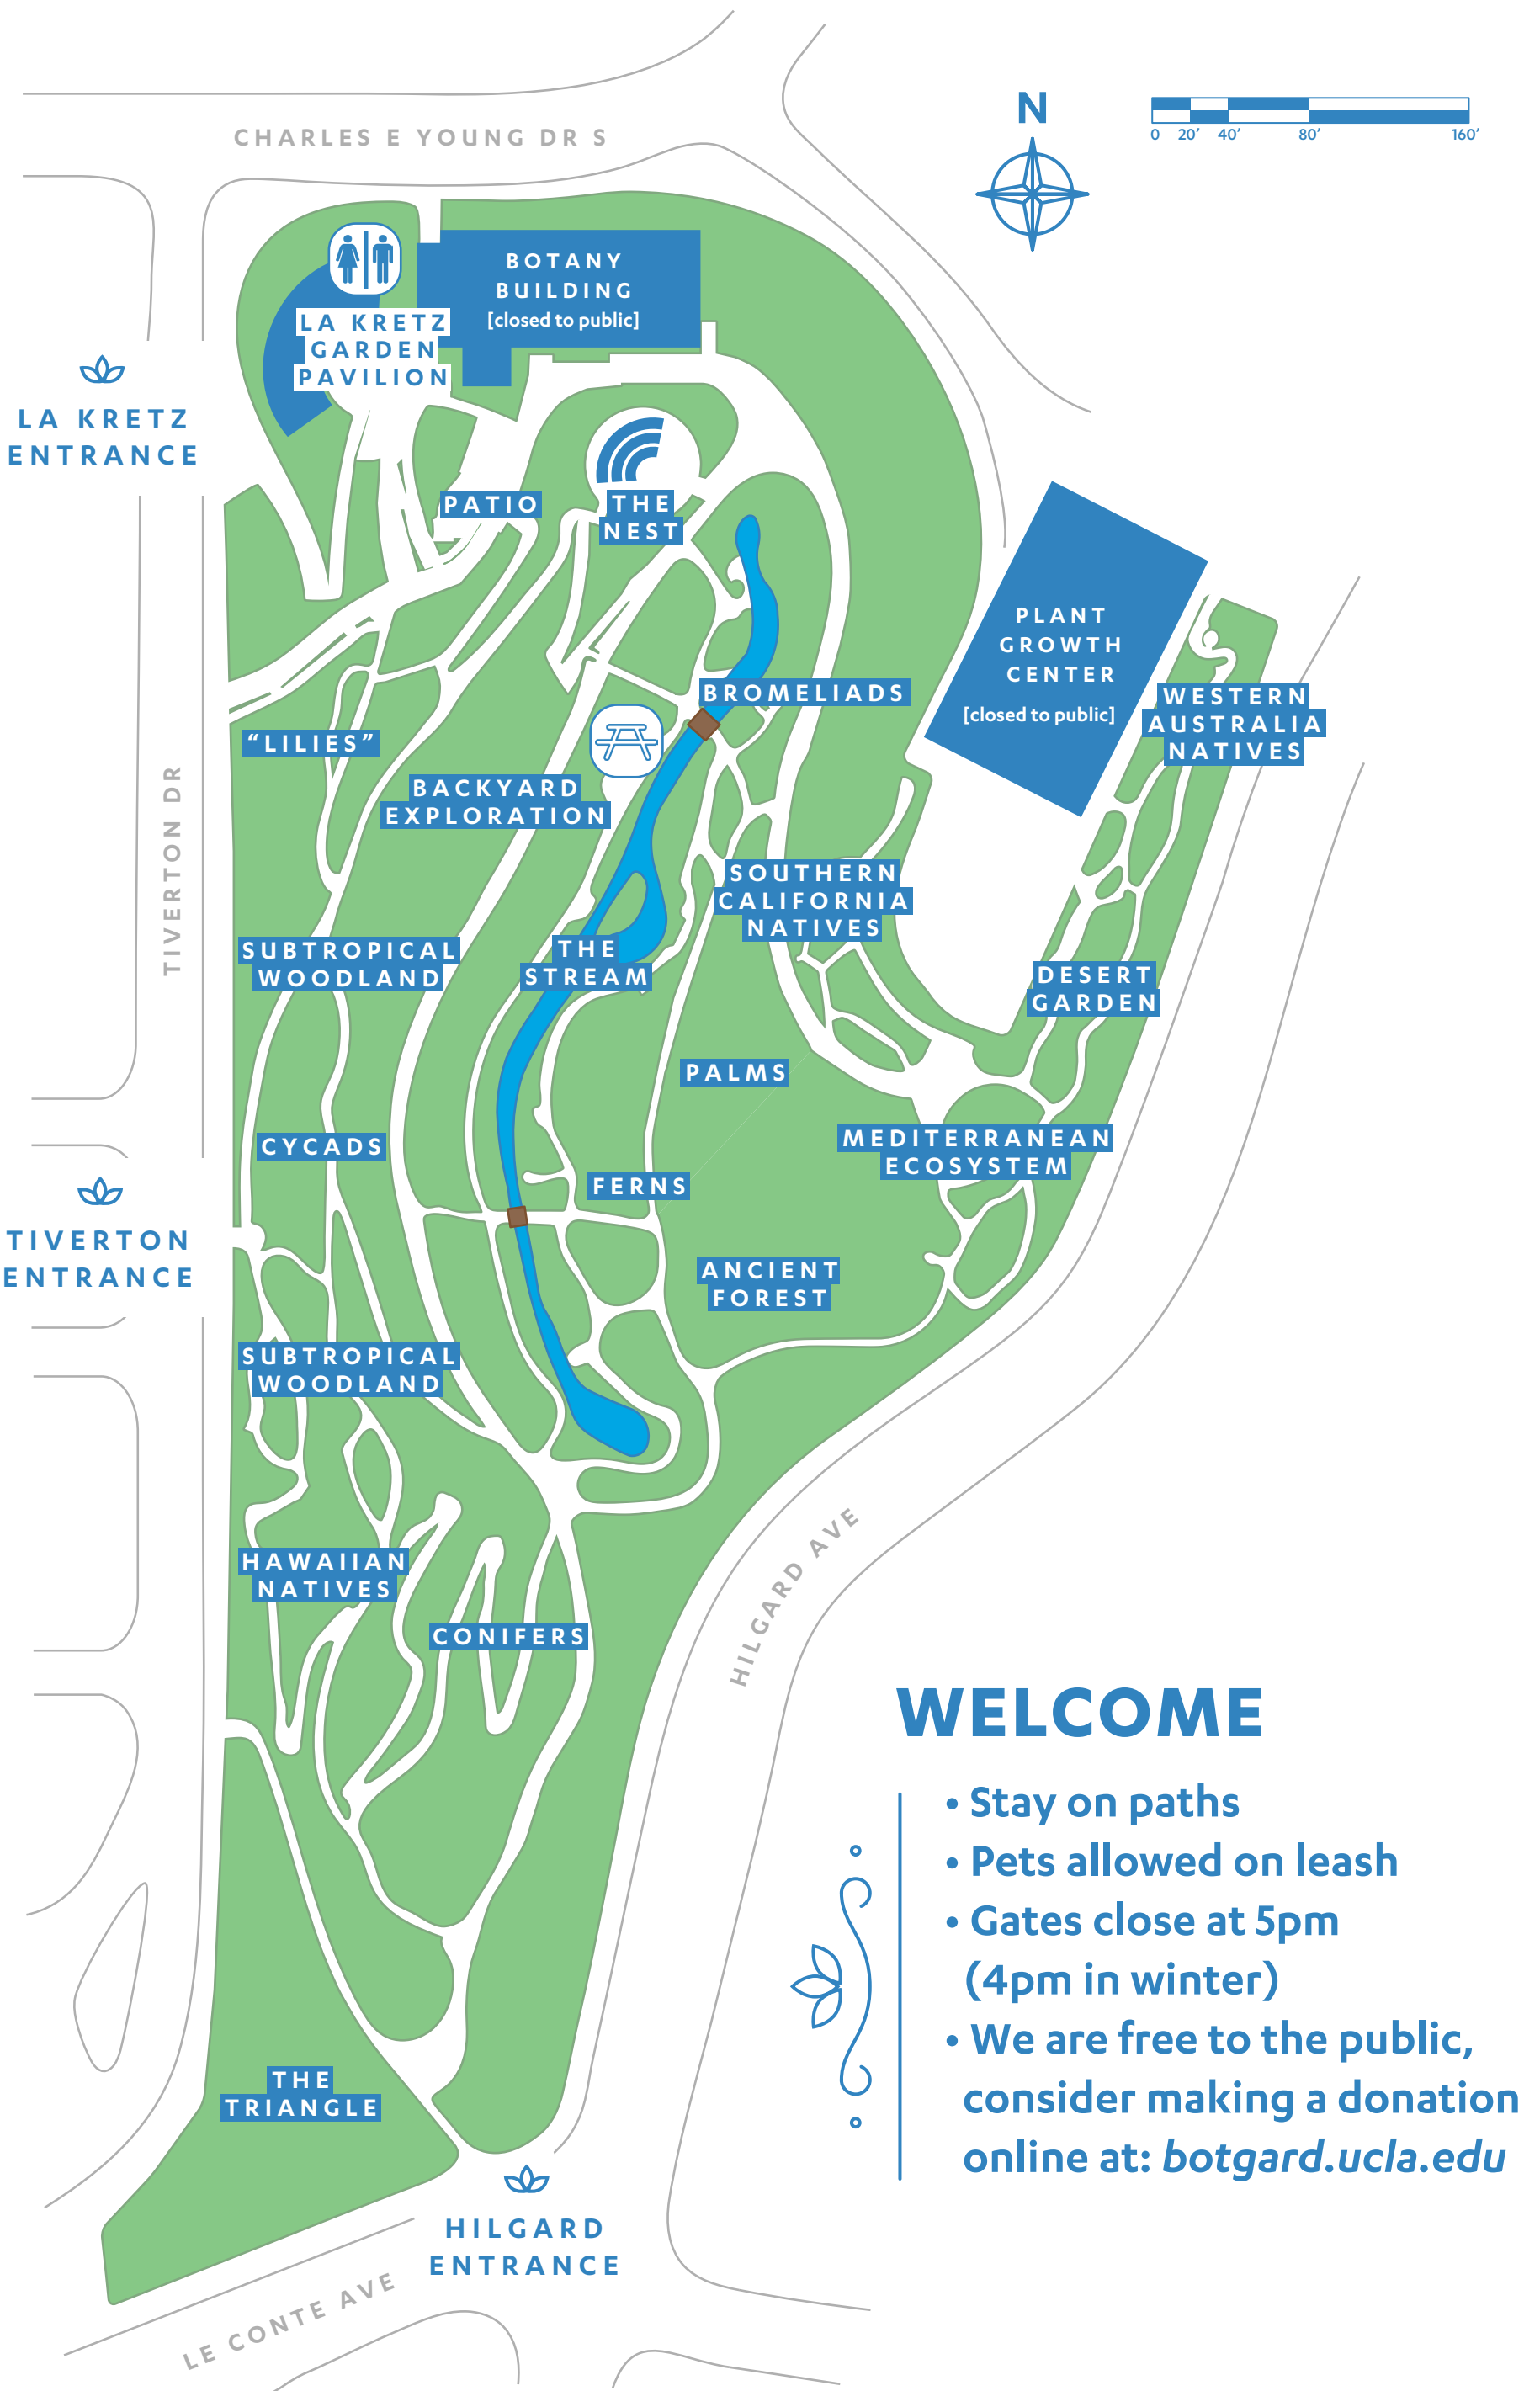 N
0 20’ 40’ 80’ 160’
CHARLES E YOUNG DR S
BOTANY
BUILDING
[closed to public]
LA KRETZ
GARDEN
PAVILION
LA KRETZ
ENTRANCE
PATIO
THE
NEST
PLANT
GROWTH
CENTER
[closed to public]
BROMELIADS
WESTERN
AUSTRALIA
NATIVES
“LILIES”
BACKYARD
EXPLORATION
TIVERTON DR
SOUTHERN
CALIFORNIA
NATIVES
SUBTROPICAL
WOODLAND
THE
STREAM
DESERT
GARDEN
PALMS
CYCADS
MEDITERRANEAN
ECOSYSTEM
FERNS
TIVERTON
ENTRANCE
ANCIENT
FOREST
SUBTROPICAL
WOODLAND
HILGARD AVE
HAWAIIAN
NATIVES
CONIFERS
WELCOME
• Stay on paths
• Pets allowed on leash
• Gates close at 5pm
(4pm in winter)
• We are free to the public,
consider making a donation
online at: botgard.ucla.edu
THE
TRIANGLE
HILGARD
ENTRANCE
LE CONTE AVE